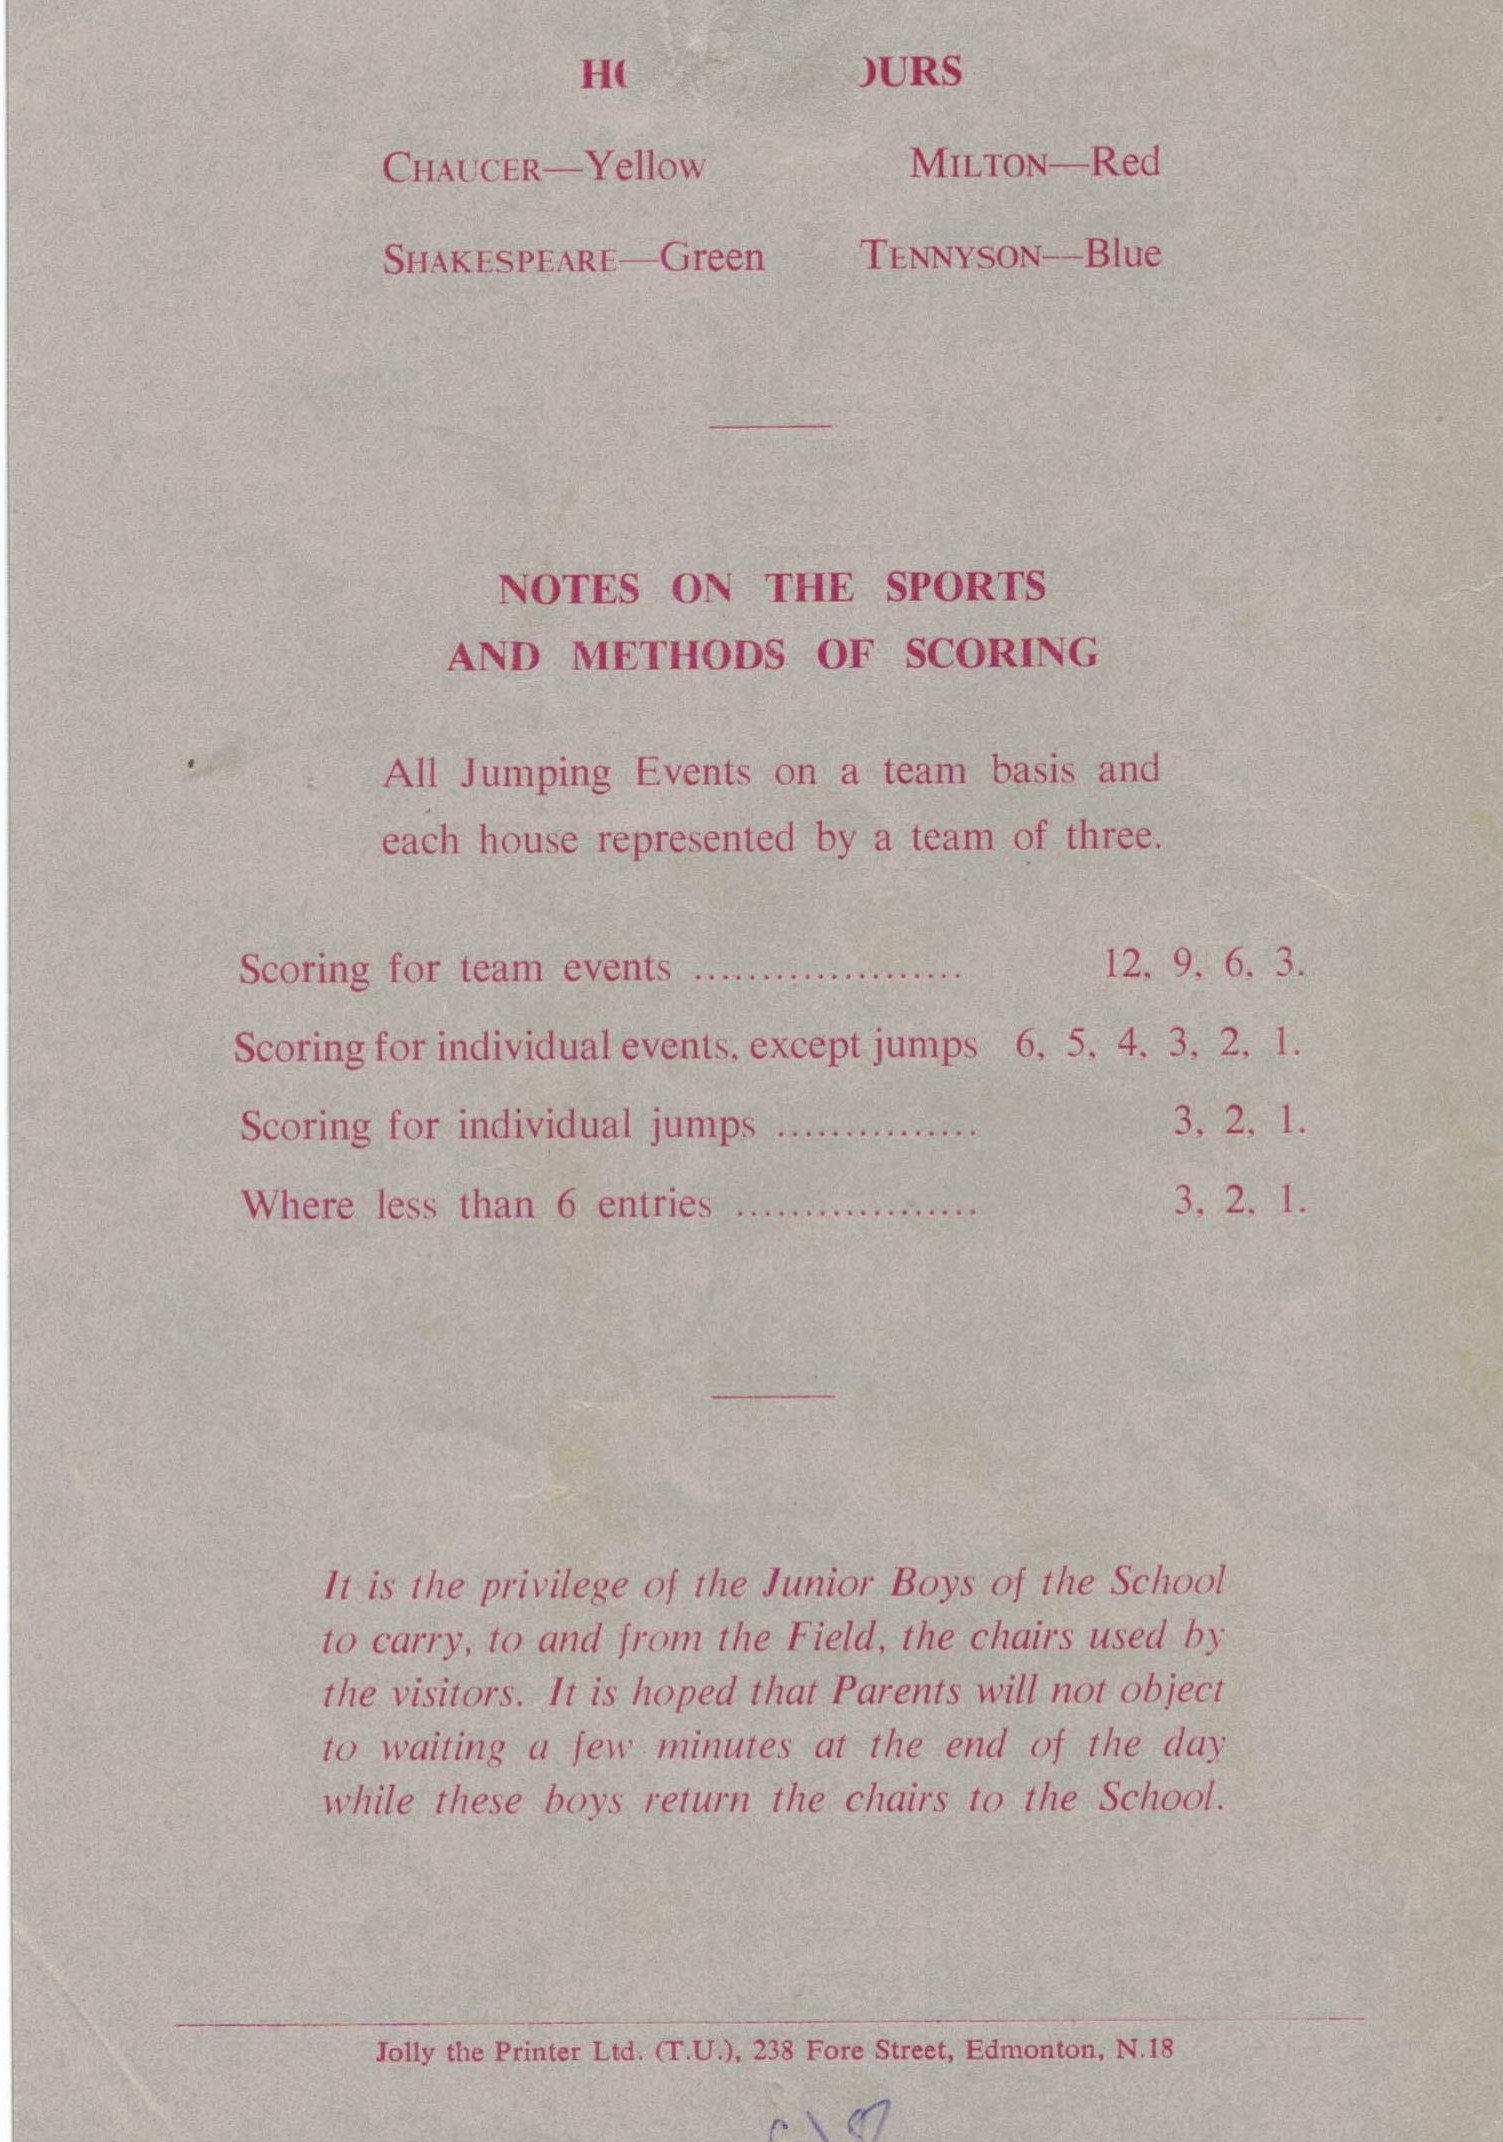 H OURS
CHAUCER—Yellow MILTON—Red
SHAKESPEARE—Green TENNYSON—Blue
NOTES ON THE SPORTS
AND METHODS OF SCORING
All Jumping Events on a team basis and
each house represented by a team of three.
Scoring for team events .................... 12, 9, 6, 3.
Scoring for individual events, except jumps 6, 5, 4, 3, 2, 1.
Scoring for individual jumps ............... 3, 2, 1.
Where less than 6 entries .................. 3, 2, 1.
It is the privilege of the Junior Boys of the School
to carry, to and from the Field, the chairs used by
the visitors. It is hoped that Parents will not object
to waiting a few minutes at the end of the day
while these boys return the chairs to the School.
Jolly the Printer Ltd. (T.U.), 238 Fore Street, Edmonton, N.18